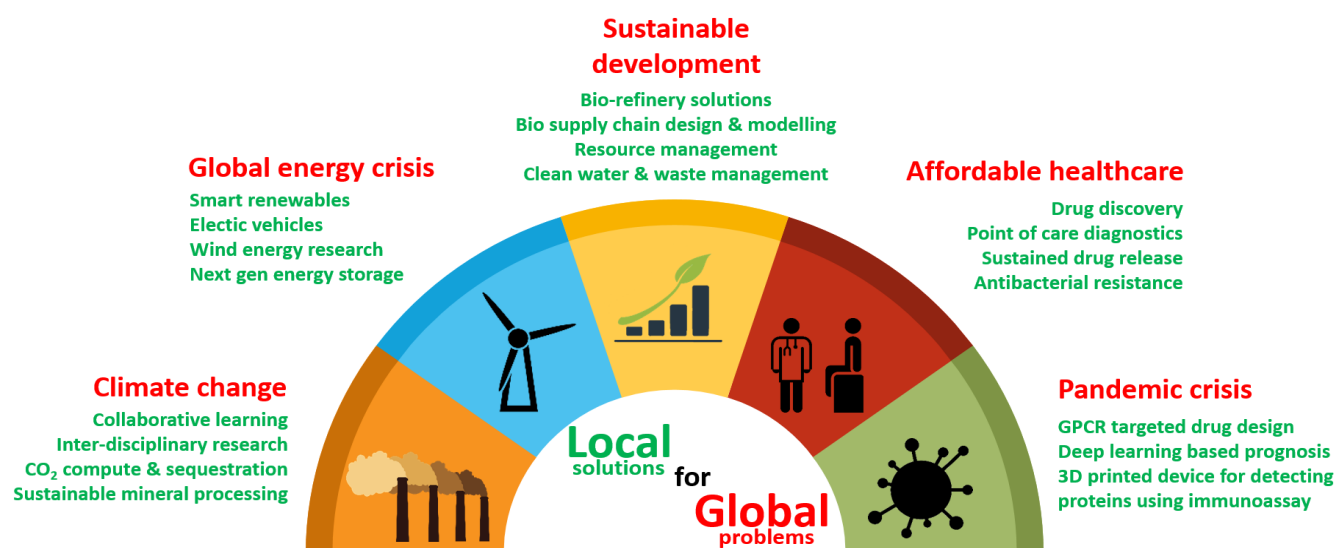 Sustainable
development
Bio-refinery solutions
Bio supply chain design & modelling
Resource management
Clean water & waste management
Global energy crisis
Smart renewables
Electic vehicles
Wind energy research
Next gen energy storage
Affordable healthcare
Drug discovery
Point of care diagnostics
Sustained drug release
Antibacterial resistance
Climate change
Collaborative learning
Inter-disciplinary research
CO₂ compute & sequestration
Sustainable mineral processing
Pandemic crisis
GPCR targeted drug design
Deep learning based prognosis
3D printed device for detecting
proteins using immunoassay
Local
solutions
for
Global
problems